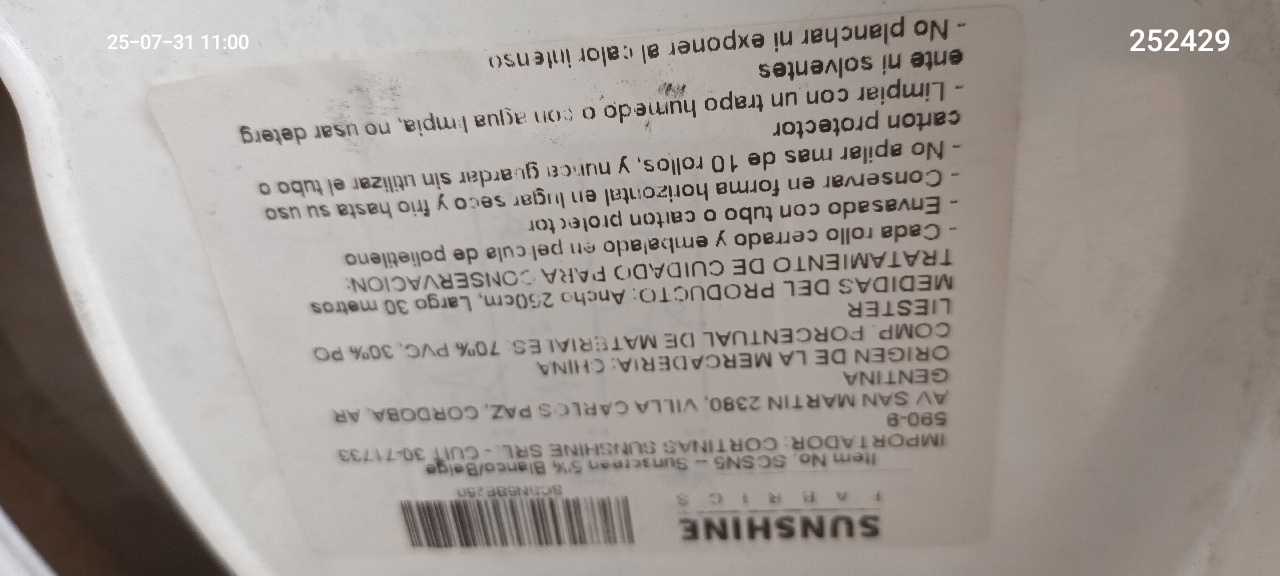 25-07-31 11:00
252429
SUNSHINE
FABRICS
Item No. SCSN5 – Sunscreen 5% Blanco/Beige
IMPORTADOR: CORTINAS SUNSHINE SRL. - CUIT 30-71733
590-9
AV SAN MARTIN 2380, VILLA CARLOS PAZ, CORDOBA, AR
GENTINA
ORIGEN DE LA MERCADERIA: CHINA
COMP. PORCENTUAL DE MATERIALES: 70% PVC, 30% PO
LIESTER
MEDIDAS DEL PRODUCTO: Ancho 250cm, Largo 30 metros
TRATAMIENTO DE CUIDADO PARA CONSERVACION:
- Cada rollo cerrado y embalado en pelicula de polietileno
- Envasado con tubo o carton protector
- Conservar en forma horizontal en lugar seco y frio hasta su uso
- No apilar mas de 10 rollos, y nunca guardar sin utilizar el tubo o
carton protector
- Limpiar con un trapo humedo o con agua limpia, no usar deterg
ente ni solventes
- No planchar ni exponer al calor intenso